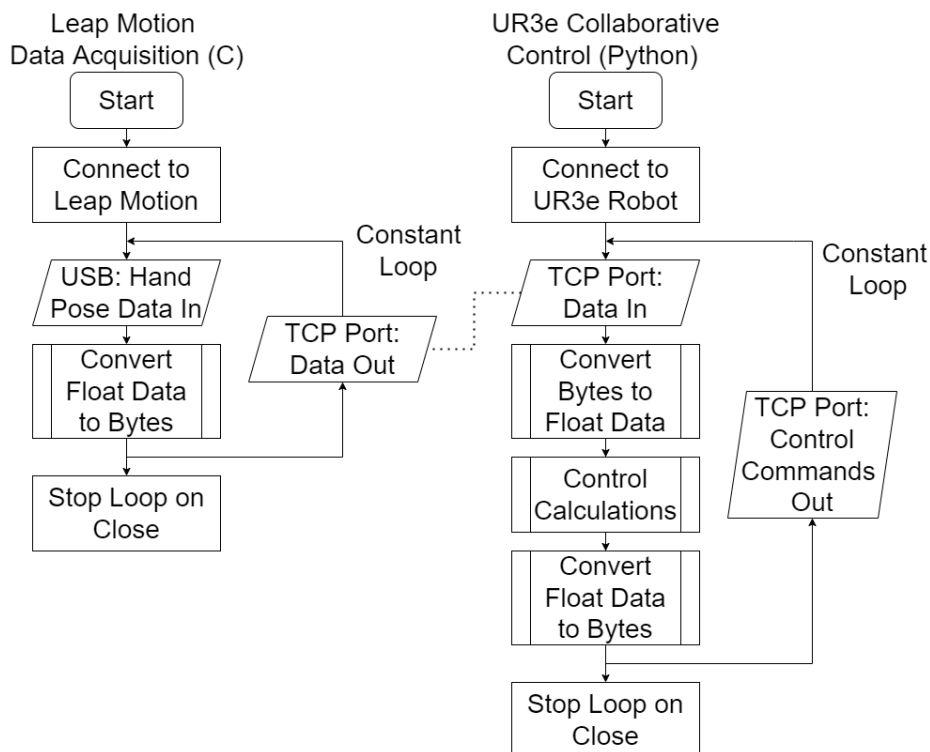 Leap Motion
Data Acquisition (C)
Start
Connect to
Leap Motion
Constant
Loop
USB: Hand
Pose Data In
TCP Port:
Data Out
Convert
Float Data
to Bytes
Stop Loop on
Close
UR3e Collaborative
Control (Python)
Start
Connect to
UR3e Robot
Constant
Loop
TCP Port:
Data In
Convert
Bytes to
Float Data
TCP Port:
Control
Commands
Out
Control
Calculations
Convert
Float Data
to Bytes
Stop Loop on
Close